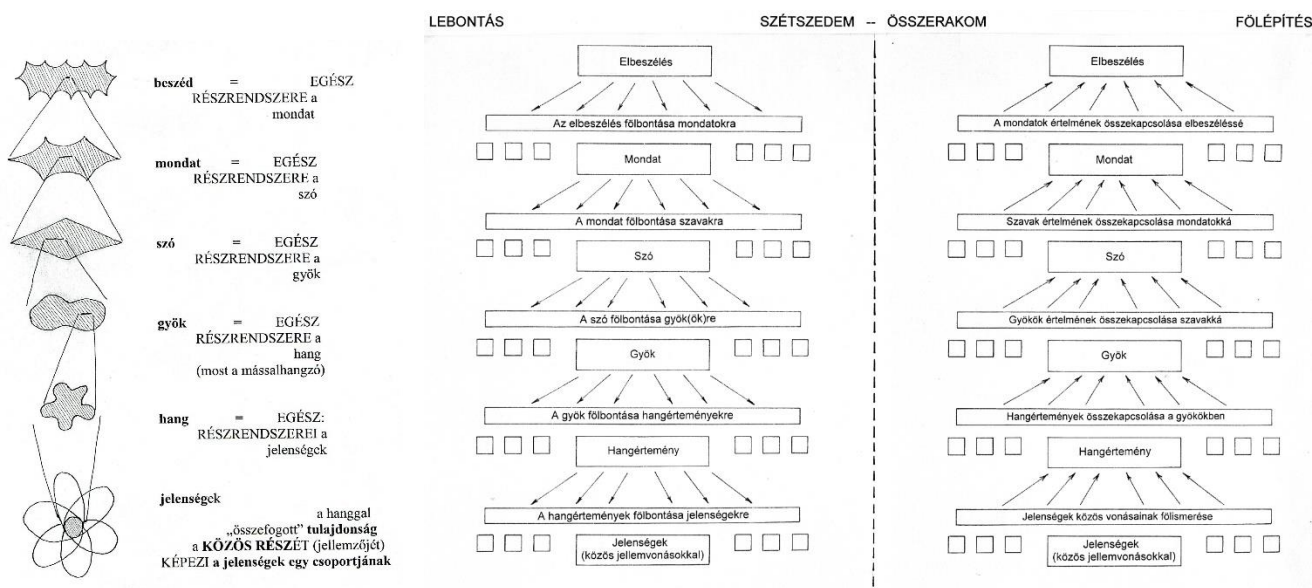 LEBONTÁS
SZÉTSZEDEM -- ÖSSZERAKOM
FÖLÉPÍTÉS
beszéd = EGÉSZ
RÉSZRENDSZERE a
mondat
mondat = EGÉSZ
RÉSZRENDSZERE a
szó
szó = EGÉSZ
RÉSZRENDSZERE a
gyök
gyök = EGÉSZ
RÉSZRENDSZERE a
hang
(most a mássalhangzó)
hang = EGÉSZ:
RÉSZRENDSZEREI a
jelenségek
jelenségek
a hanggal
„összefogott” tulajdonság
a KÖZÖS RÉSZÉT (jellemzőjét)
KÉPEZI a jelenségek egy csoportjának
Elbeszélés
Az elbeszélés fölbontása mondatokra
Mondat
A mondat fölbontása szavakra
Szó
A szó fölbontása gyök(ök)re
Gyök
A gyök fölbontása hangérteményekre
Hangértemény
A hangértemények fölbontása jelenségekre
Jelenségek
(közös jellemvonásokkal)
Elbeszélés
A mondatok értelmének összekapcsolása elbeszéléssé
Mondat
Szavak értelmének összekapcsolása mondatokká
Szó
Gyökök értelmének összekapcsolása szavakká
Gyök
Hangértemények összekapcsolása a gyökökben
Hangértemény
Jelenségek közös vonásainak fölismerése
Jelenségek
(közös jellemvonásokkal)